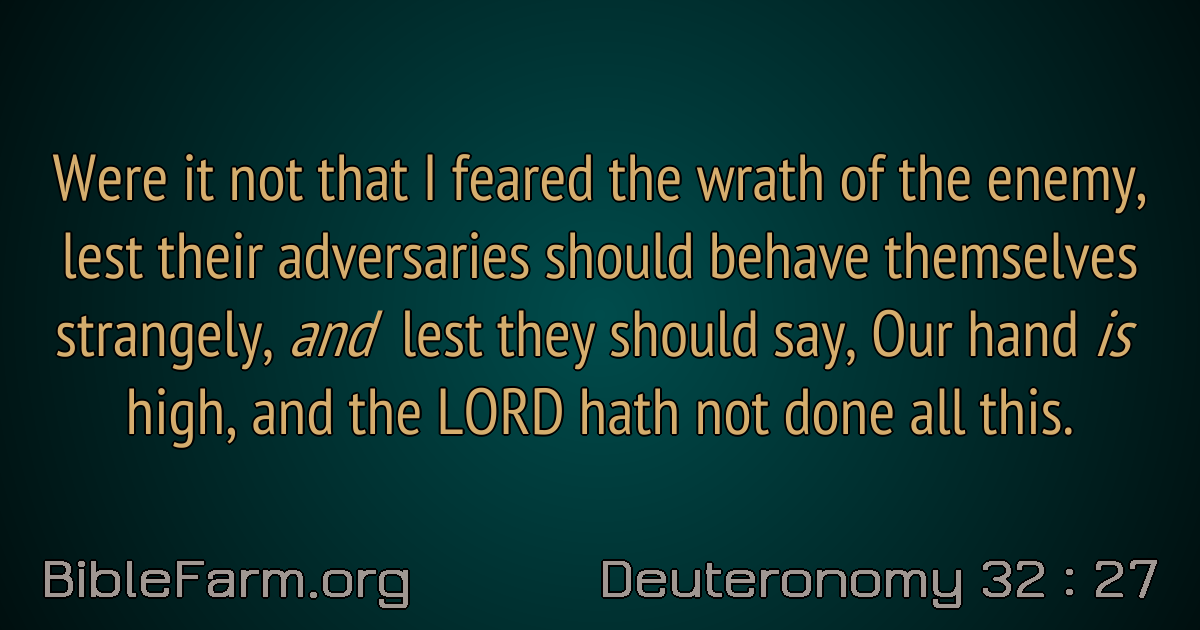 Were it not that I feared the wrath of the enemy,
lest their adversaries should behave themselves
strangely, and lest they should say, Our hand is
high, and the LORD hath not done all this.
BibleFarm.org
Deuteronomy 32 : 27